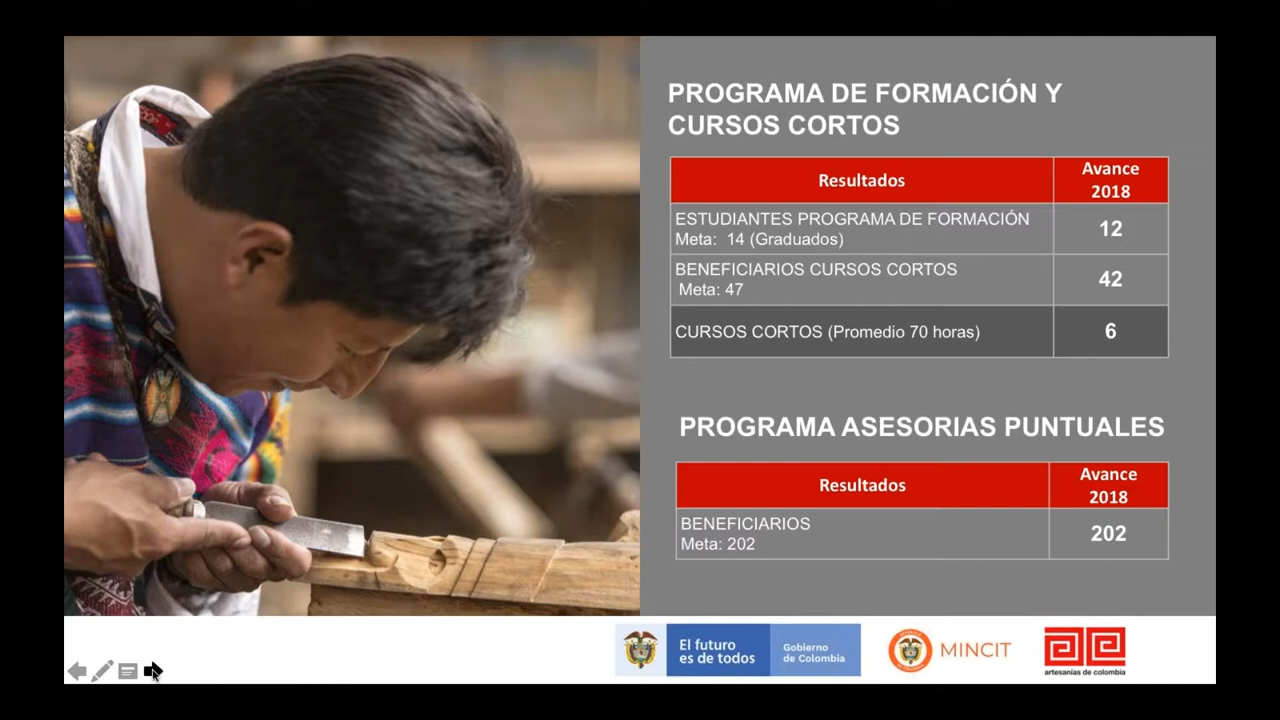 PROGRAMA DE FORMACIÓN Y
CURSOS CORTOS
Resultados
Avance
2018
ESTUDIANTES PROGRAMA DE FORMACIÓN
Meta:  14 (Graduados)
12
BENEFICIARIOS CURSOS CORTOS
Meta: 47
42
CURSOS CORTOS (Promedio 70 horas)
6
PROGRAMA ASESORIAS PUNTUALES
Resultados
Avance
2018
BENEFICIARIOS
Meta: 202
202
El futuro
es de todos
Gobierno
de Colombia
MINCIT
artesanías de colombia